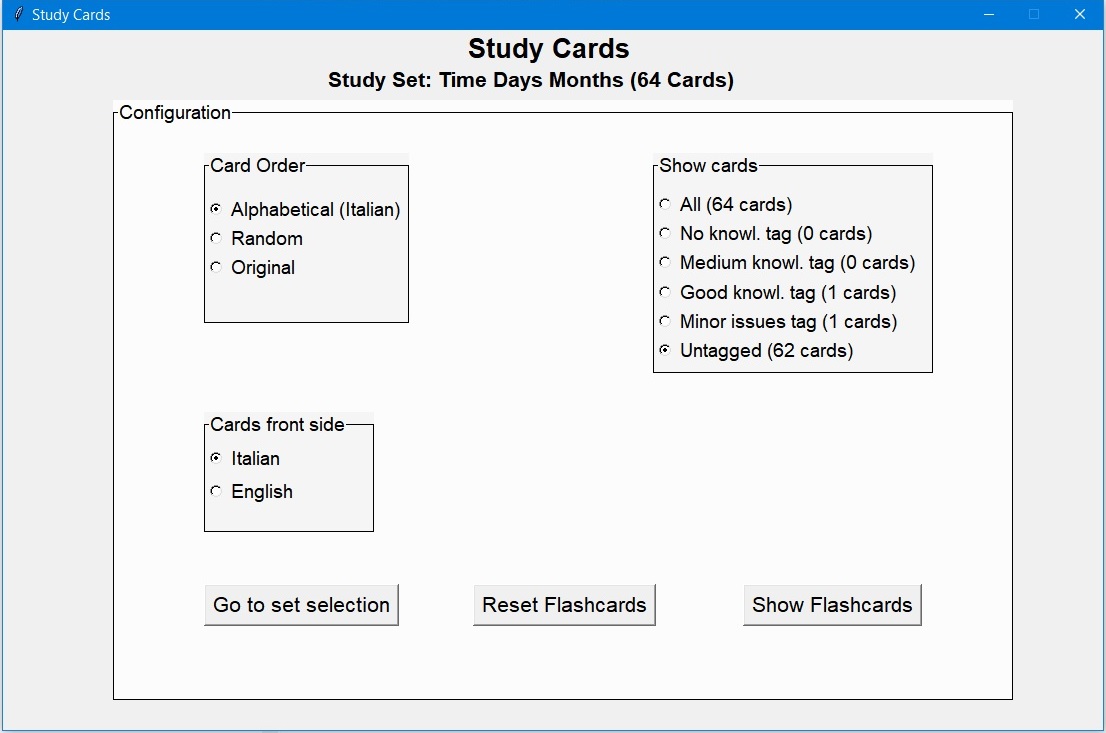 Study Cards
Study Cards
Study Set: Time Days Months (64 Cards)
Configuration
Card Order
Alphabetical (Italian)
Random
Original
Show cards
All (64 cards)
No knowl. tag (0 cards)
Medium knowl. tag (0 cards)
Good knowl. tag (1 cards)
Minor issues tag (1 cards)
Untagged (62 cards)
Cards front side
Italian
English
Go to set selection
Reset Flashcards
Show Flashcards